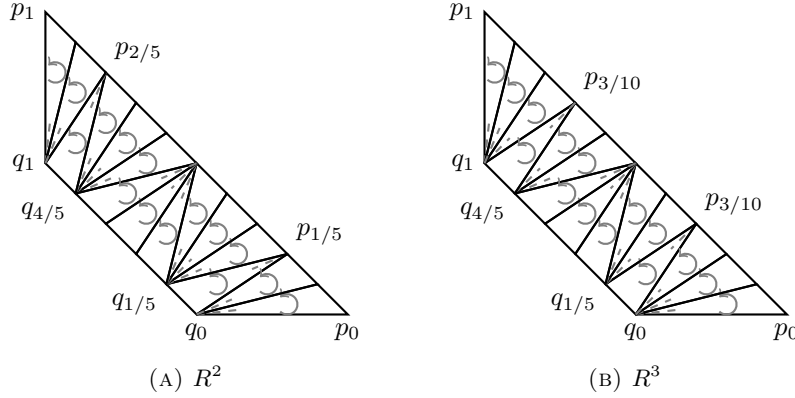 p₁ p₁
p₂/₅ p₃/₁₀
q₁ q₁
q₄/₅ q₄/₅
p₁/₅ p₃/₁₀
q₁/₅ q₁/₅
q₀ p₀ q₀ p₀
(A) R² (B) R³